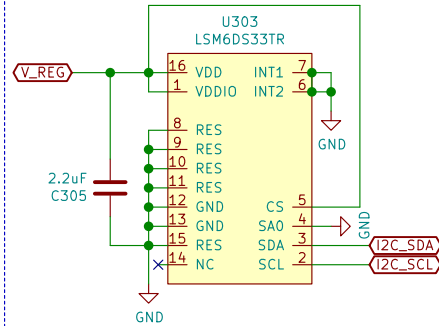 U303
LSM6DS33TR
V_REG
16 VDD INT1 7
1 VDDIO INT2 6
GND
8 RES
9 RES
10 RES
11 RES
2.2uF
C305
12 GND CS 5
13 GND SA0 4 GND
15 RES SDA 3 I2C_SDA
14 NC SCL 2 I2C_SCL
GND